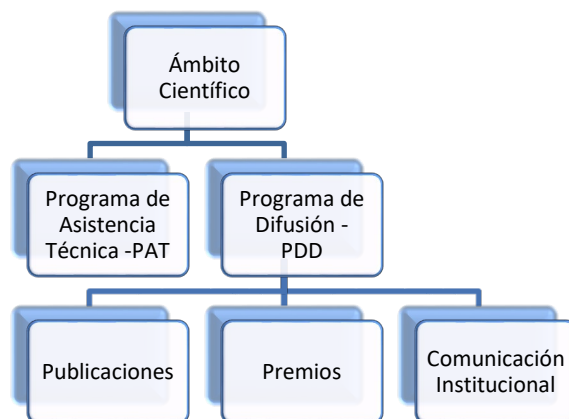 Ámbito
Científico
Programa de
Asistencia
Técnica -PAT
Programa de
Difusión -
PDD
Publicaciones
Premios
Comunicación
Institucional